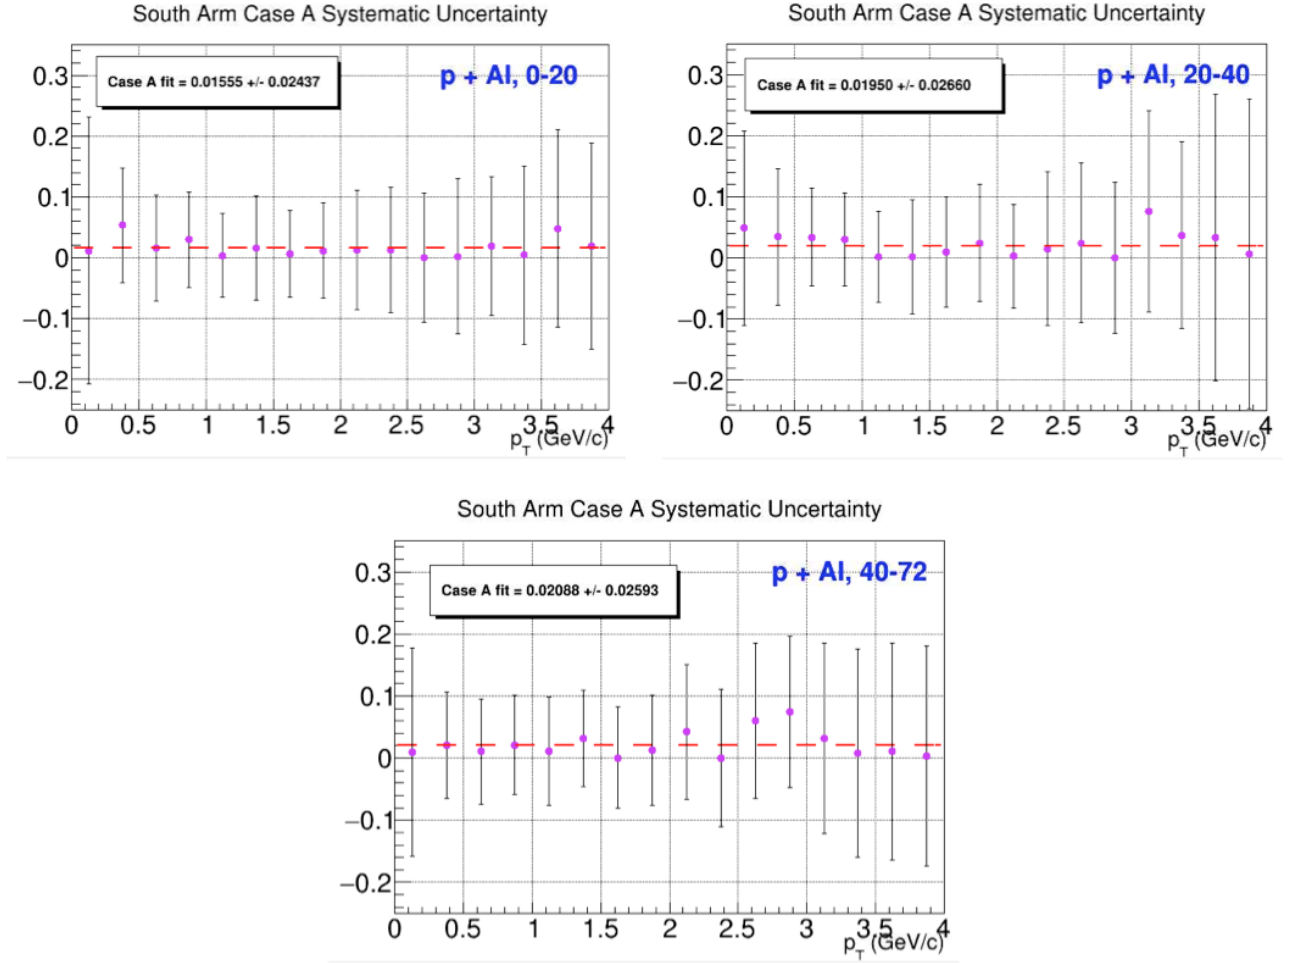 South Arm Case A Systematic Uncertainty
Case A fit = 0.01555 +/- 0.02437
p + Al, 0-20
0.3
0.2
0.1
0
−0.1
−0.2
0 0.5 1 1.5 2 2.5 3 3.5 4
pT (GeV/c)
South Arm Case A Systematic Uncertainty
Case A fit = 0.01950 +/- 0.02660
p + Al, 20-40
0.3
0.2
0.1
0
−0.1
−0.2
0 0.5 1 1.5 2 2.5 3 3.5 4
pT (GeV/c)
South Arm Case A Systematic Uncertainty
Case A fit = 0.02088 +/- 0.02593
p + Al, 40-72
0.3
0.2
0.1
0
−0.1
−0.2
0 0.5 1 1.5 2 2.5 3 3.5 4
pT (GeV/c)